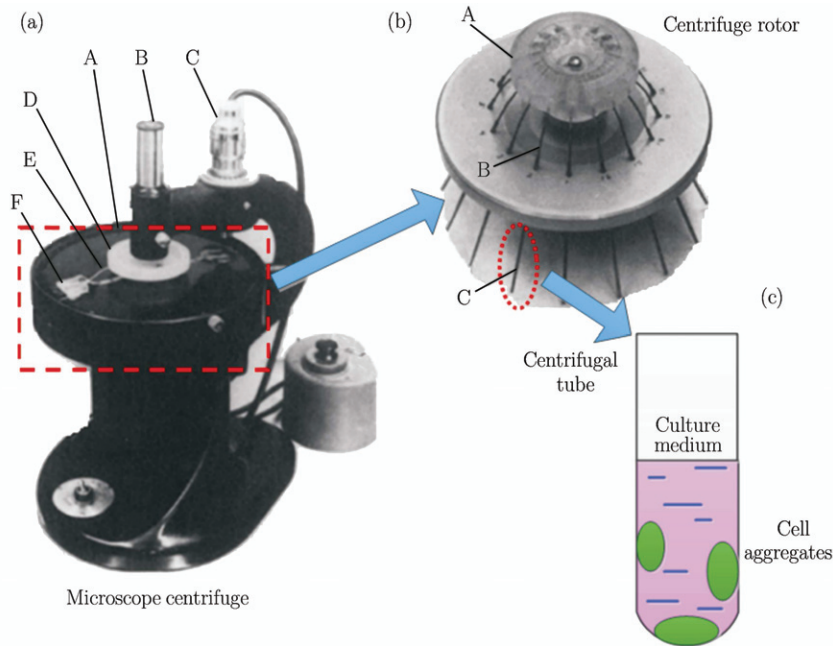 (a)
A
B
C
D
E
F
Microscope centrifuge
(b)
A
Centrifuge rotor
B
C
(c)
Centrifugal
tube
Culture
medium
Cell
aggregates